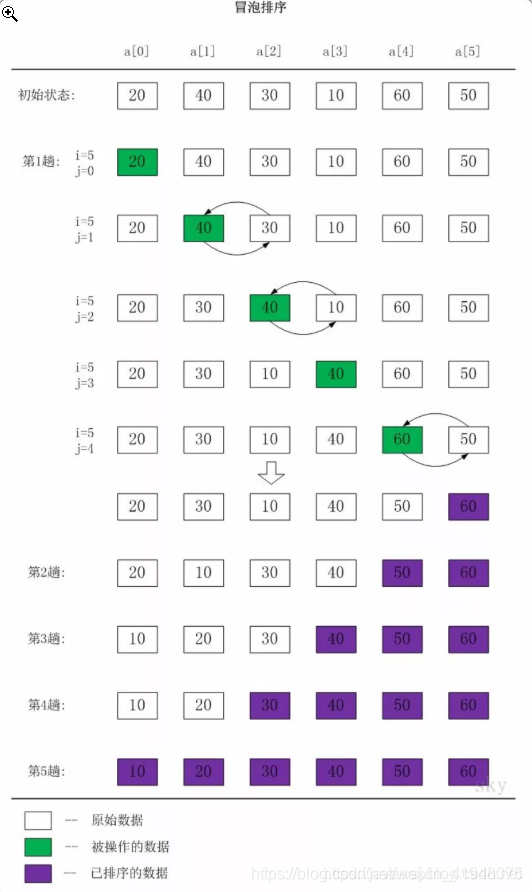 冒泡排序
a[0] a[1] a[2] a[3] a[4] a[5]
初始状态: 20 40 30 10 60 50
第1趟: i=5 j=0 20 40 30 10 60 50
i=5 j=1 20 40 30 10 60 50
i=5 j=2 20 30 40 10 60 50
i=5 j=3 20 30 10 40 60 50
i=5 j=4 20 30 10 40 60 50
20 30 10 40 50 60
第2趟: 20 10 30 40 50 60
第3趟: 10 20 30 40 50 60
第4趟: 10 20 30 40 50 60
第5趟: 10 20 30 40 50 60
sky
-- 原始数据
-- 被操作的数据
-- 已排序的数据
https://blog.csdn.net/